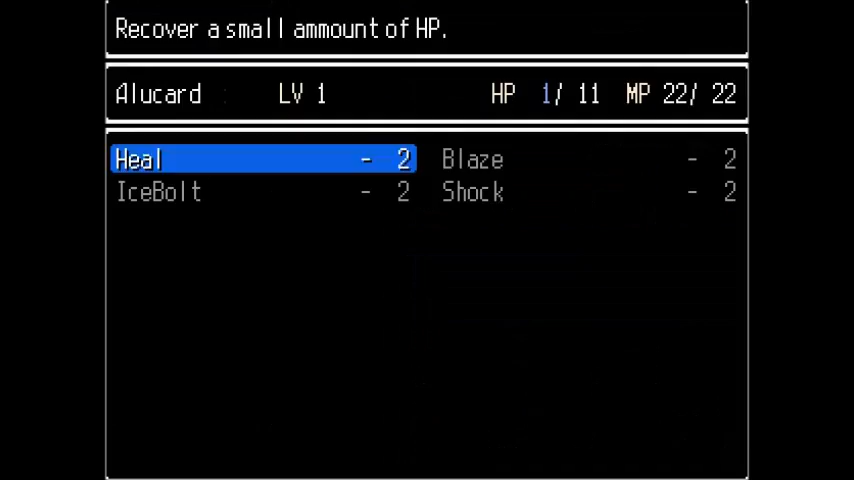 Recover a small ammount of HP.
Alucard LV 1 HP 1/ 11 MP 22/ 22
Heal - 2 Blaze - 2
IceBolt - 2 Shock - 2